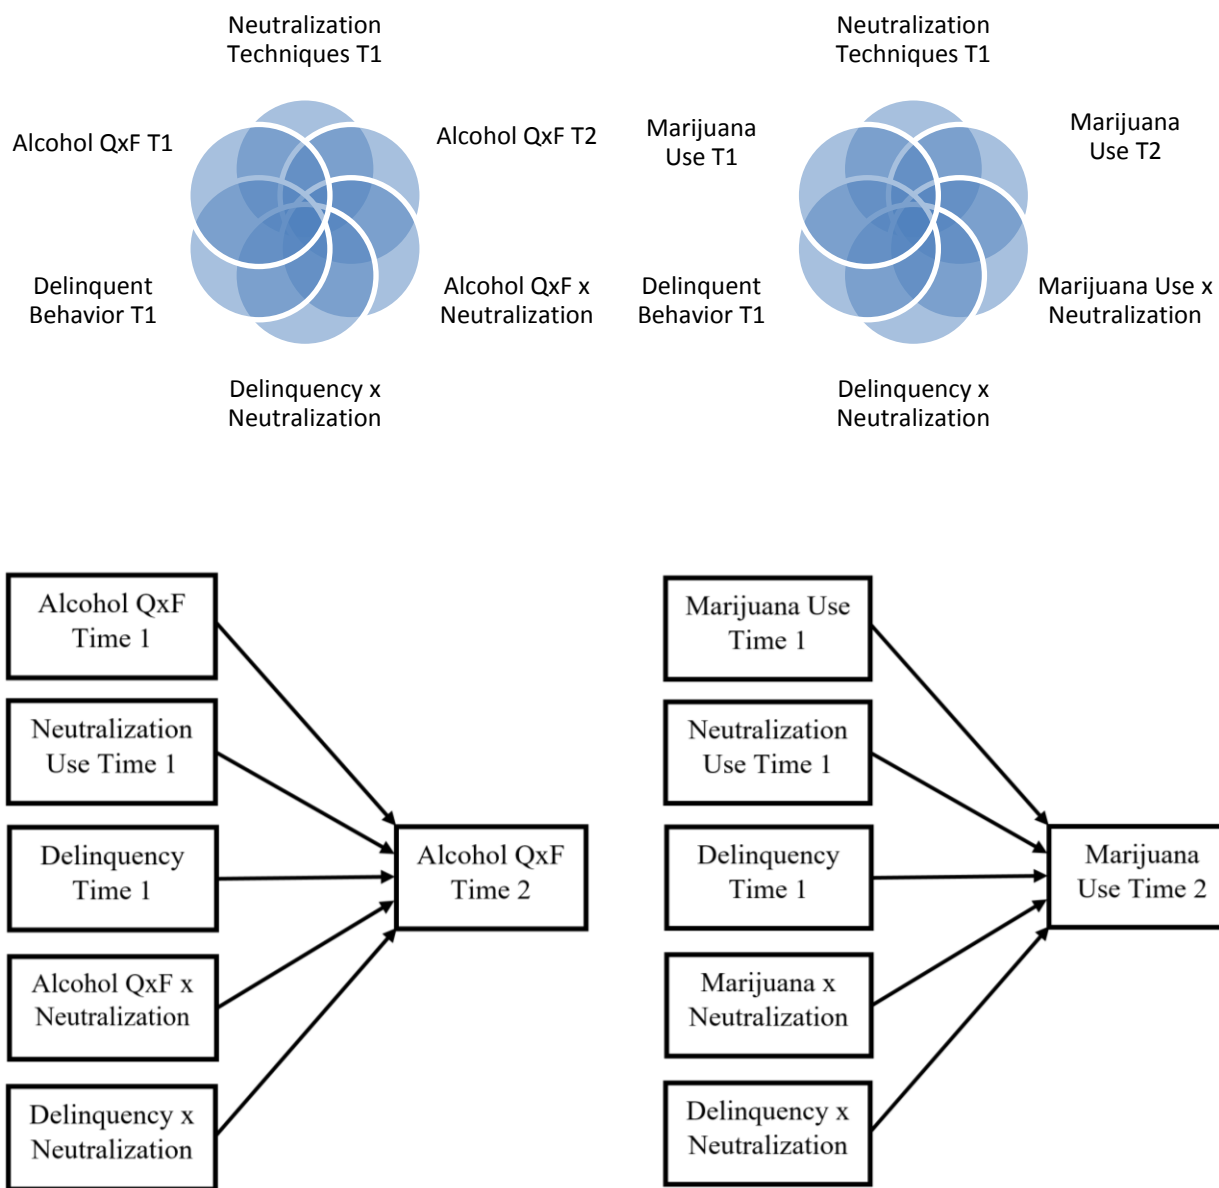 Neutralization
Techniques T1
Alcohol QxF T1
Alcohol QxF T2
Delinquent
Behavior T1
Alcohol QxF x
Neutralization
Delinquency x
Neutralization
Neutralization
Techniques T1
Marijuana
Use T1
Marijuana
Use T2
Delinquent
Behavior T1
Marijuana Use x
Neutralization
Delinquency x
Neutralization
Alcohol QxF
Time 1
Neutralization
Use Time 1
Delinquency
Time 1
Alcohol QxF x
Neutralization
Delinquency x
Neutralization
Alcohol QxF
Time 2
Marijuana Use
Time 1
Neutralization
Use Time 1
Delinquency
Time 1
Marijuana x
Neutralization
Delinquency x
Neutralization
Marijuana
Use Time 2